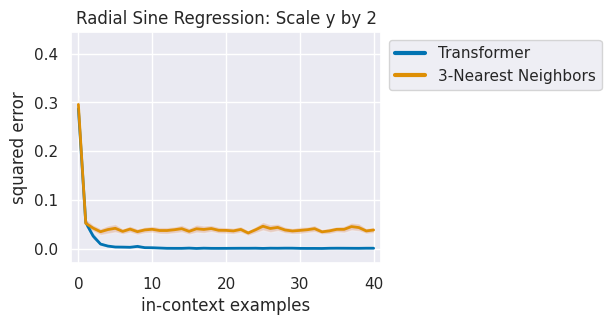 Radial Sine Regression: Scale y by 2
Transformer
3-Nearest Neighbors
squared error
0.4
0.3
0.2
0.1
0.0
0 10 20 30 40
in-context examples